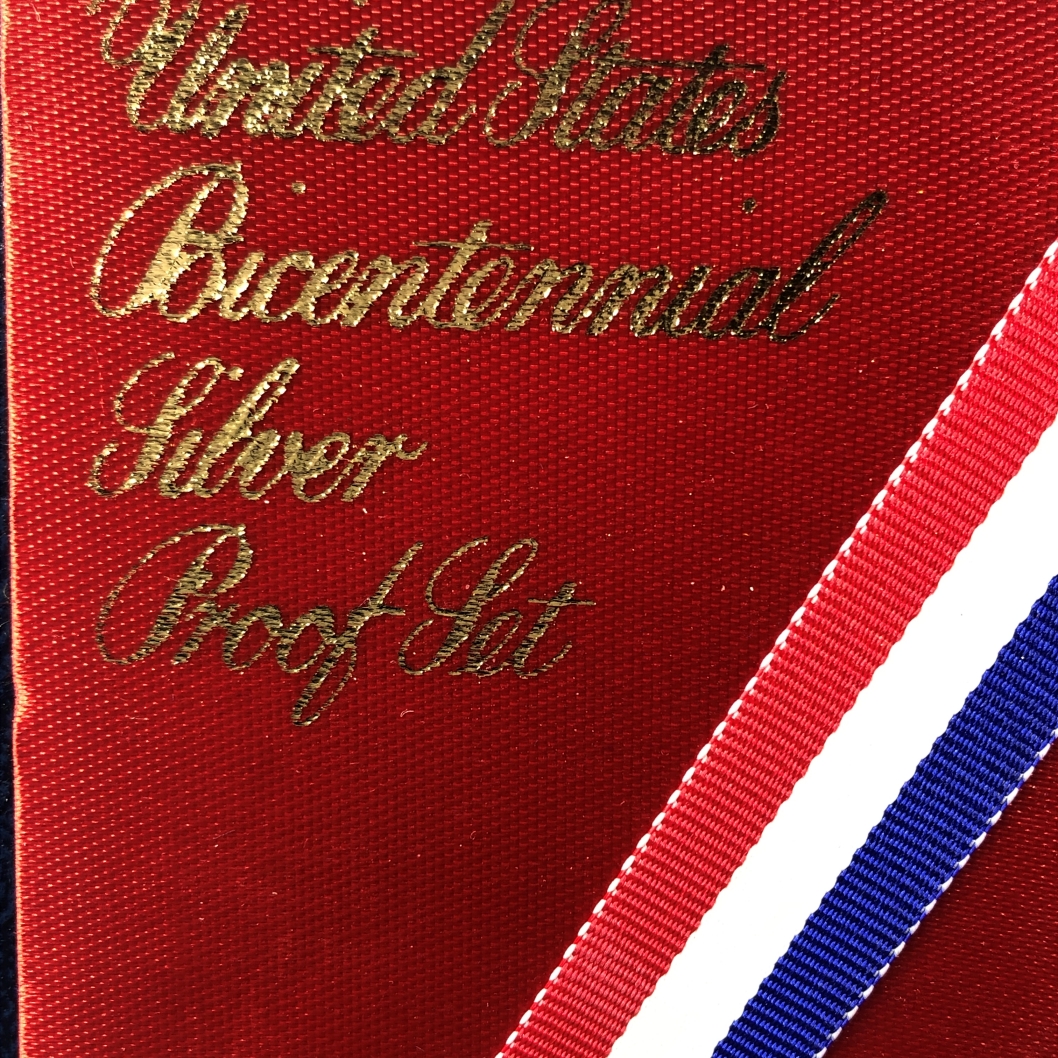 United States
Bicentennial
Silver
Proof Set